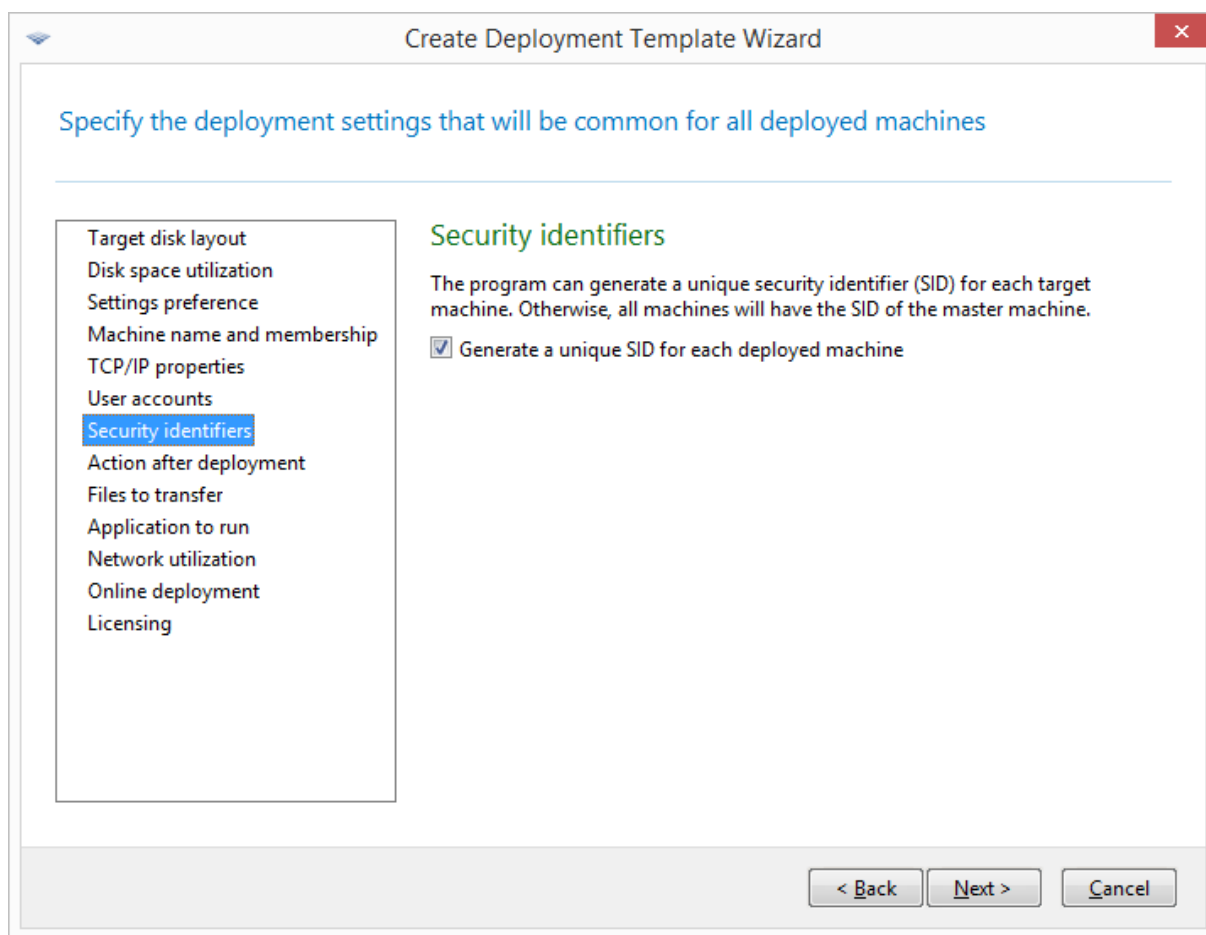 Create Deployment Template Wizard
Specify the deployment settings that will be common for all deployed machines
Target disk layout
Disk space utilization
Settings preference
Machine name and membership
TCP/IP properties
User accounts
Security identifiers
Action after deployment
Files to transfer
Application to run
Network utilization
Online deployment
Licensing
Security identifiers
The program can generate a unique security identifier (SID) for each target
machine. Otherwise, all machines will have the SID of the master machine.
Generate a unique SID for each deployed machine
< Back
Next >
Cancel